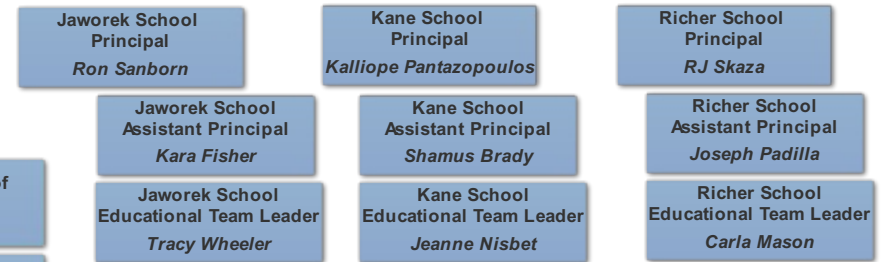 Jaworek School
Principal
Ron Sanborn
Kane School
Principal
Kalliope Pantazopoulos
Richer School
Principal
RJ Skaza
Jaworek School
Assistant Principal
Kara Fisher
Kane School
Assistant Principal
Shamus Brady
Richer School
Assistant Principal
Joseph Padilla
of
Jaworek School
Educational Team Leader
Tracy Wheeler
Kane School
Educational Team Leader
Jeanne Nisbet
Richer School
Educational Team Leader
Carla Mason